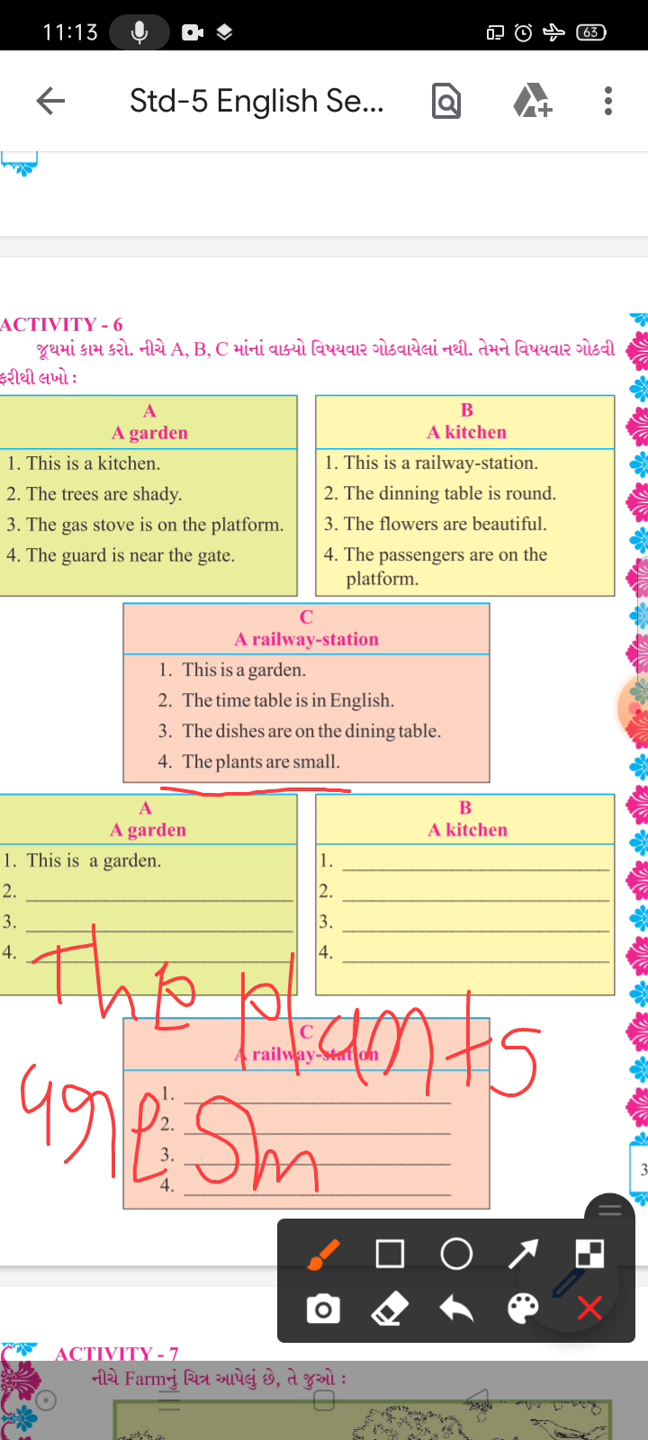 11:13
63
Std-5 English Se...
ACTIVITY - 6
જૂથમાં કામ કરો. નીચે A, B, C માંનાં વાક્યો વિષયવાર ગોઠવાયેલાં નથી. તેમને વિષયવાર ગોઠવી
ફરીથી લખો :
A
A garden
1. This is a kitchen.
2. The trees are shady.
3. The gas stove is on the platform.
4. The guard is near the gate.
B
A kitchen
1. This is a railway-station.
2. The dinning table is round.
3. The flowers are beautiful.
4. The passengers are on the
platform.
C
A railway-station
1. This is a garden.
2. The time table is in English.
3. The dishes are on the dining table.
4. The plants are small.
A
A garden
1. This is a garden.
2.
3.
4.
B
A kitchen
1.
2.
3.
4.
The plants
C
A railway-station
1.
2.
3.
4.
are sm
3
ACTIVITY - 7
નીચે Farmનું ચિત્ર આપેલું છે, તે જુઓ :